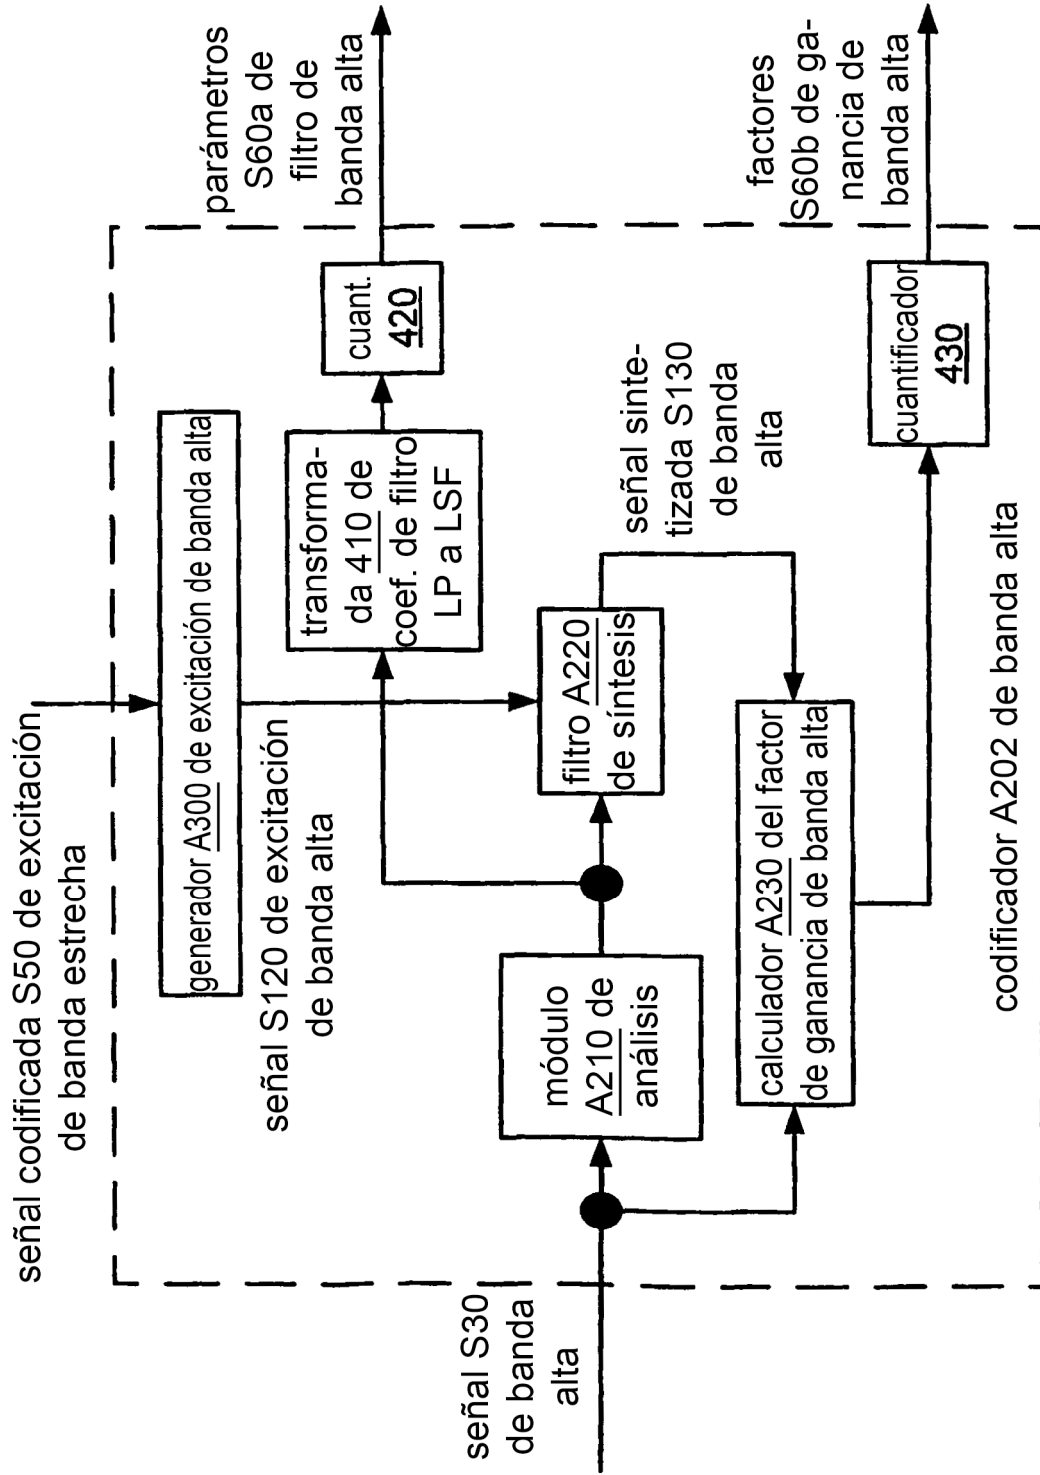 señal codificada S50 de excitación
de banda estrecha
generador A300 de excitación de banda alta
señal S120 de excitación
de banda alta
parámetros
S60a de
filtro de
banda alta
cuant.
420
transforma-
da 410 de
coef. de filtro
LP a LSF
señal S30
de banda
alta
módulo
A210 de
análisis
filtro A220
de síntesis
señal sinte-
tizada S130
de banda
alta
calculador A230 del factor
de ganancia de banda alta
cuantificador
430
factores
S60b de ga-
nancia de
banda alta
codificador A202 de banda alta